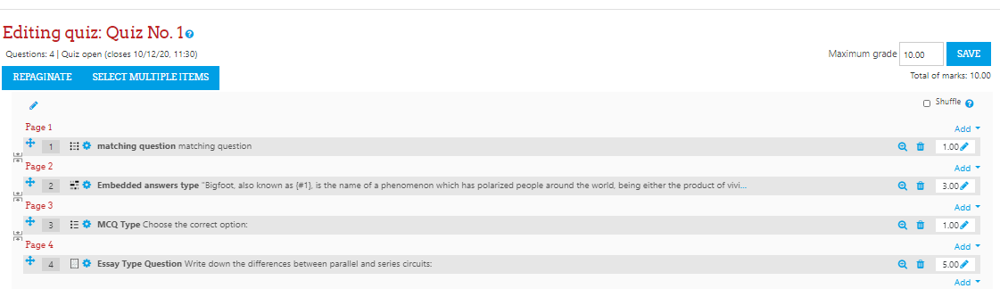 Editing quiz: Quiz No. 1
Questions: 4 | Quiz open (closes 10/12/20, 11:30)
Maximum grade 10.00 SAVE
REPAGINATE SELECT MULTIPLE ITEMS
Total of marks: 10.00
Shuffle
Page 1
Add
1 matching question matching question 1.00
Page 2
Add
2 Embedded answers type "Bigfoot, also known as {#1}, is the name of a phenomenon which has polarized people around the world, being either the product of vivi... 3.00
Page 3
Add
3 MCQ Type Choose the correct option: 1.00
Page 4
Add
4 Essay Type Question Write down the differences between parallel and series circuits: 5.00
Add